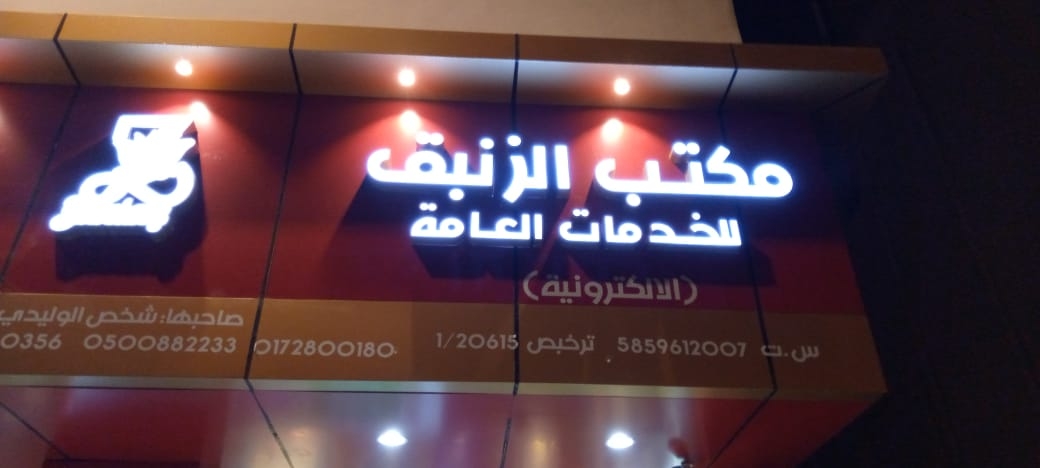 مكتب الزنبق
للخدمات العامة
(الالكترونية)
س.ت 5859612007 ترخيص 1/20615
صاحبها: شخص الوليدي
0172800180 0500882233 0356